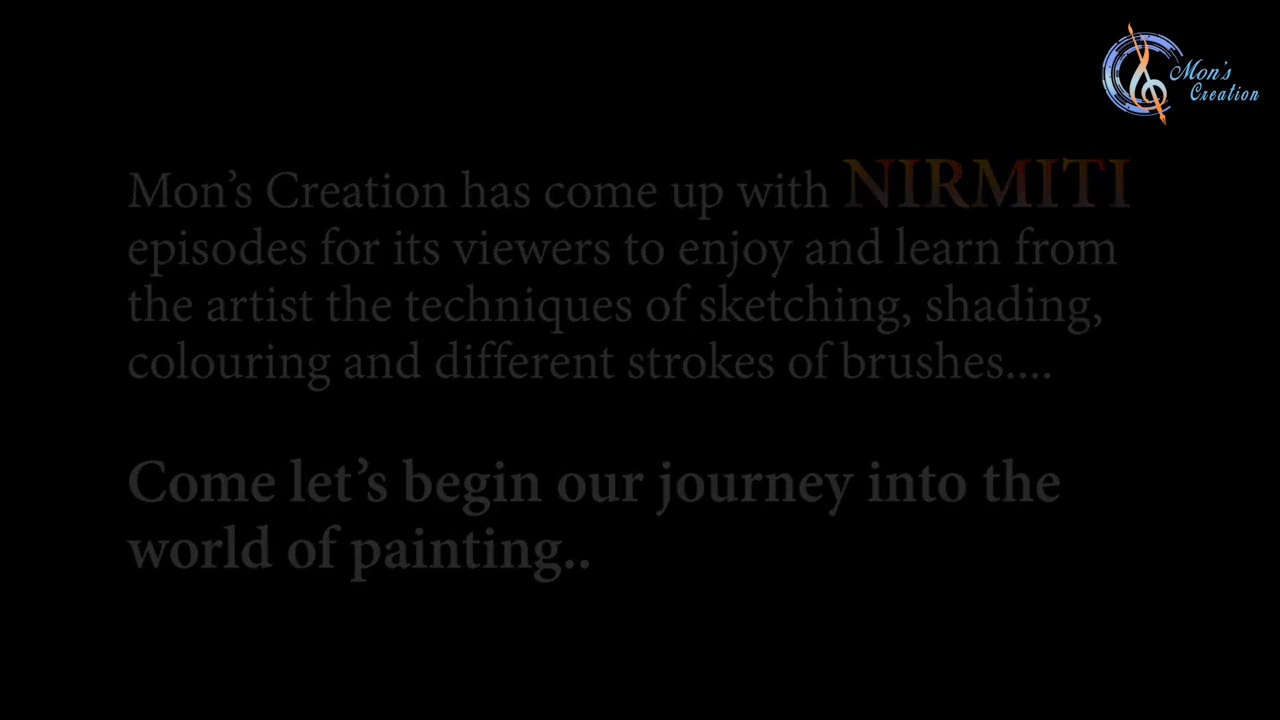 Mon's
Creation
Mon’s Creation has come up with NIRMITI
episodes for its viewers to enjoy and learn from
the artist the techniques of sketching, shading,
colouring and different strokes of brushes....
Come let’s begin our journey into the
world of painting..